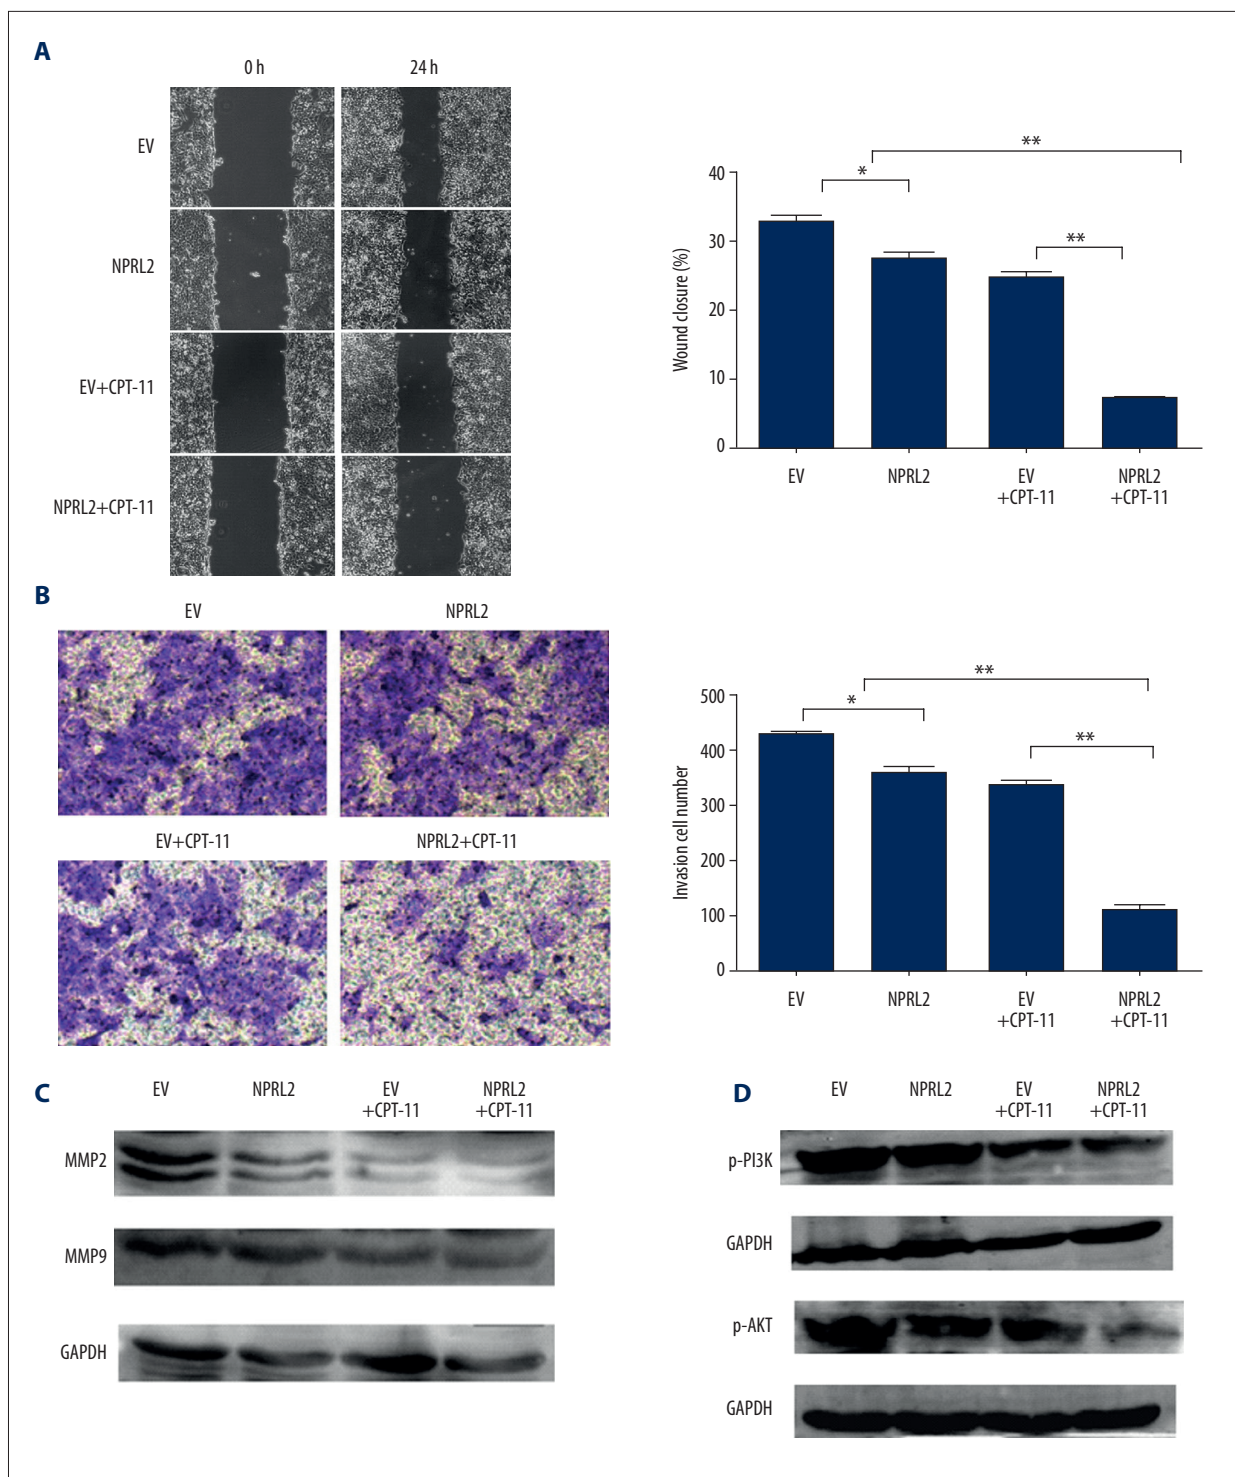 A
0 h
24 h
EV
NPRL2
EV+CPT-11
NPRL2+CPT-11
Wound closure (%)
40
30
20
10
0
*
**
**
EV
NPRL2
EV
+CPT-11
NPRL2
+CPT-11
B
EV
NPRL2
EV+CPT-11
NPRL2+CPT-11
Invasion cell number
500
400
300
200
100
0
*
**
**
EV
NPRL2
EV
+CPT-11
NPRL2
+CPT-11
C
EV
NPRL2
EV
+CPT-11
NPRL2
+CPT-11
MMP2
MMP9
GAPDH
D
EV
NPRL2
EV
+CPT-11
NPRL2
+CPT-11
p-PI3K
GAPDH
p-AKT
GAPDH